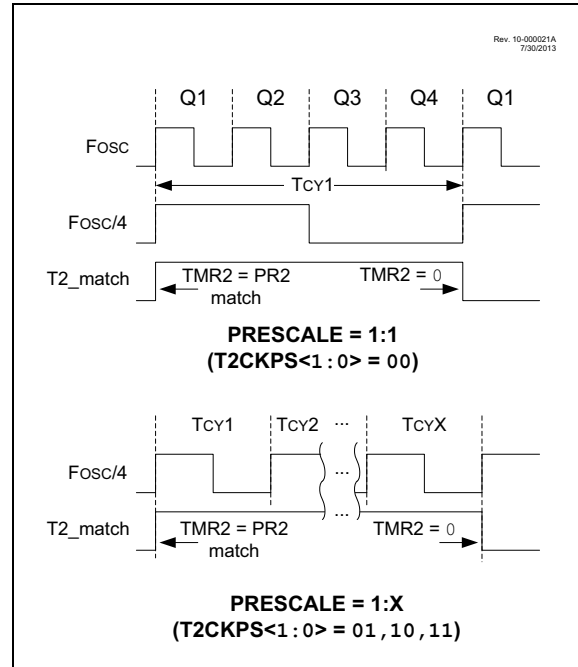 Rev. 10-000021A
7/30/2013
Q1 Q2 Q3 Q4 Q1
FOSC
TCY1
FOSC/4
T2_match
TMR2 = PR2
match
TMR2 = 0
PRESCALE = 1:1
(T2CKPS<1:0> = 00)
TCY1 TCY2 ... TCYX
FOSC/4
...
T2_match
...
TMR2 = PR2
match
TMR2 = 0
PRESCALE = 1:X
(T2CKPS<1:0> = 01,10,11)